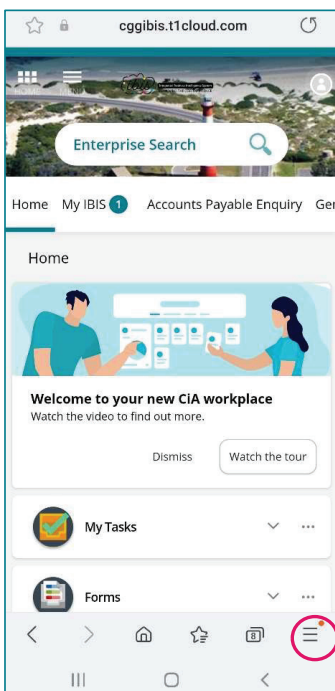 cggibis.t1cloud.com
HOME MENU ibis
Enterprise Search
Home My IBIS 1 Accounts Payable Enquiry Ger
Home
Welcome to your new CiA workplace
Watch the video to find out more.
Dismiss Watch the tour
My Tasks
Forms
8